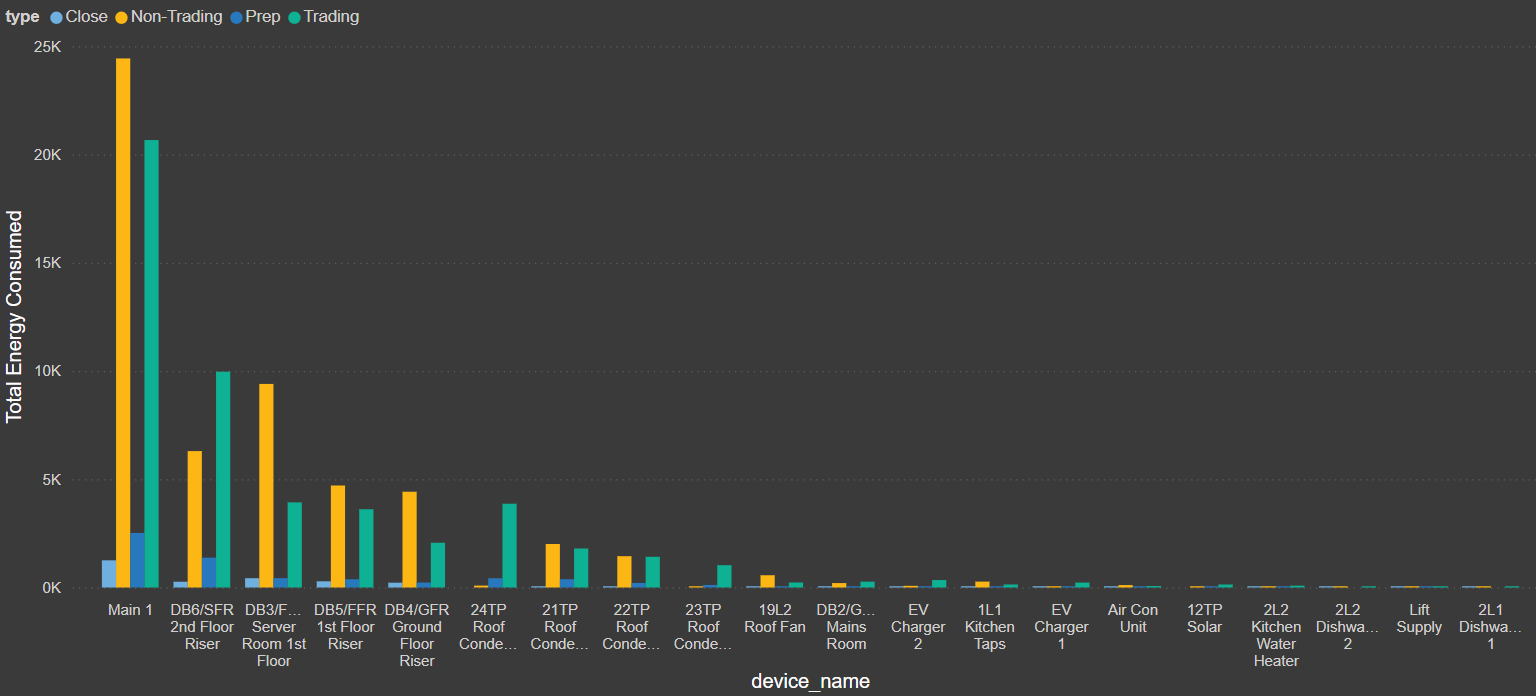 type Close Non-Trading Prep Trading
25K
20K
15K
10K
5K
0K
Total Energy Consumed
Main 1
DB6/SFR
2nd Floor
Riser
DB3/F…
Server
Room 1st
Floor
DB5/FFR
1st Floor
Riser
DB4/GFR
Ground
Floor
Riser
24TP
Roof
Conde…
21TP
Roof
Conde…
22TP
Roof
Conde…
23TP
Roof
Conde…
19L2
Roof Fan
DB2/G…
Mains
Room
EV
Charger
2
1L1
Kitchen
Taps
EV
Charger
1
Air Con
Unit
12TP
Solar
2L2
Kitchen
Water
Heater
2L2
Dishwa…
2
Lift
Supply
2L1
Dishwa…
1
device_name